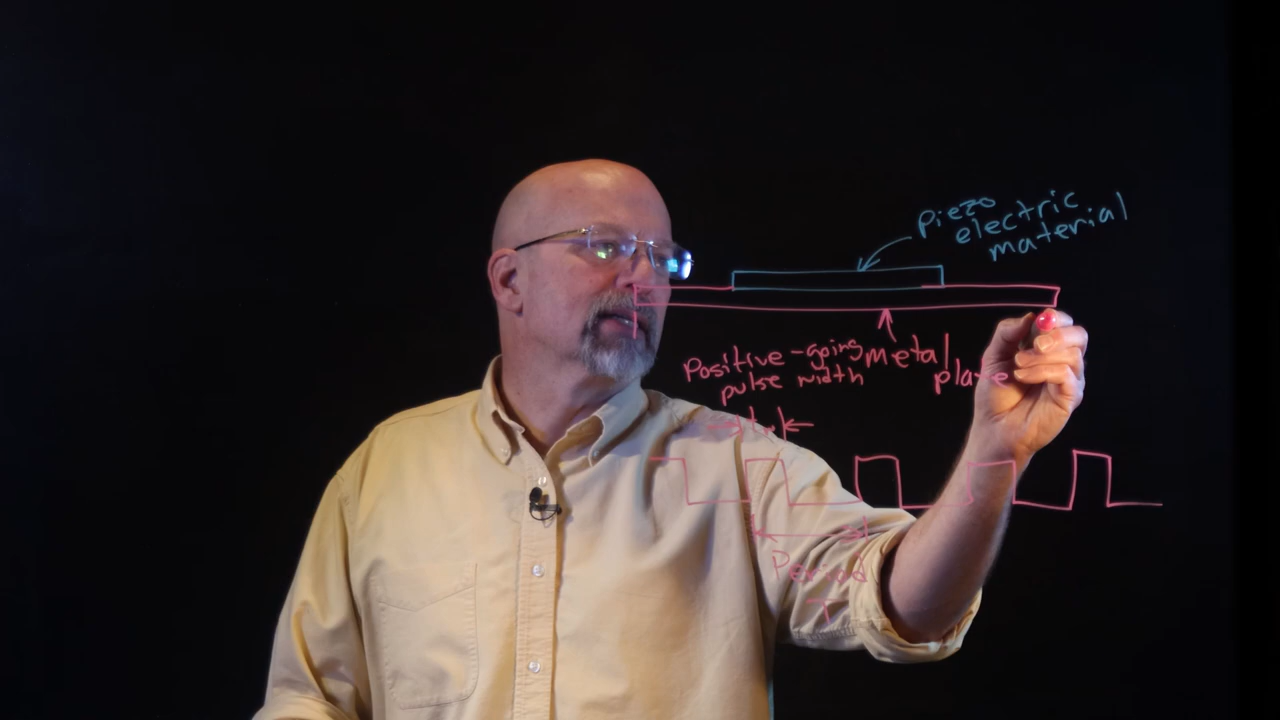 Piezo
electric
material
Positive-going
pulse width
metal
plate
Period
T